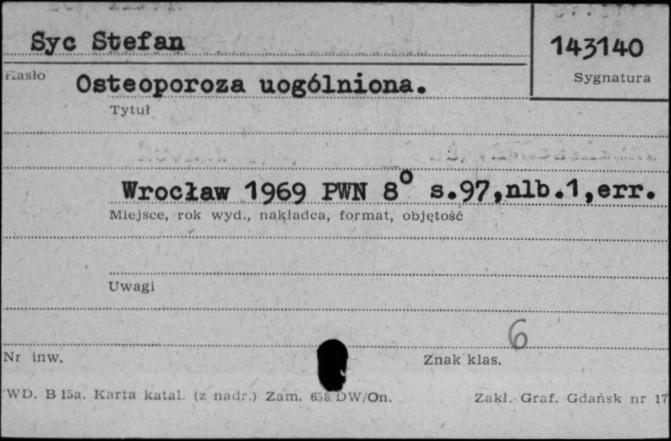 Syc Stefan
143140
Hasło
Sygnatura
Osteoporoza uogólniona.
Tytuł
Wrocław 1969 PWN 8° s.97,nlb.1,err.
Miejsce, rok wyd., nakładca, format, objętość
Uwagi
6
Nr inw.
Znak klas.
WD. B 15a. Karta katal. (z nadr.) Zam. 658 DW/On.
Zakł. Graf. Gdańsk nr 17